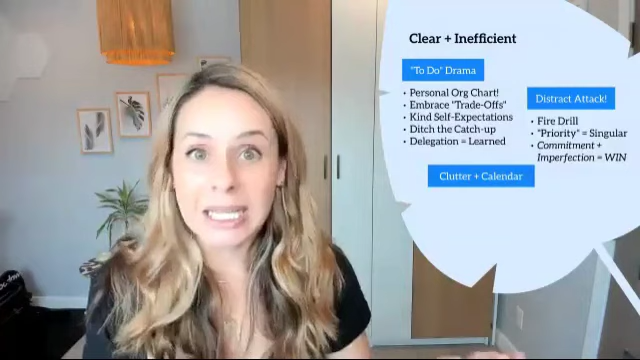 Clear + Inefficient
"To Do" Drama
• Personal Org Chart!
• Embrace "Trade-Offs"
• Kind Self-Expectations
• Ditch the Catch-up
• Delegation = Learned
Distract Attack!
• Fire Drill
• "Priority" = Singular
• Commitment +
Imperfection = WIN
Clutter + Calendar